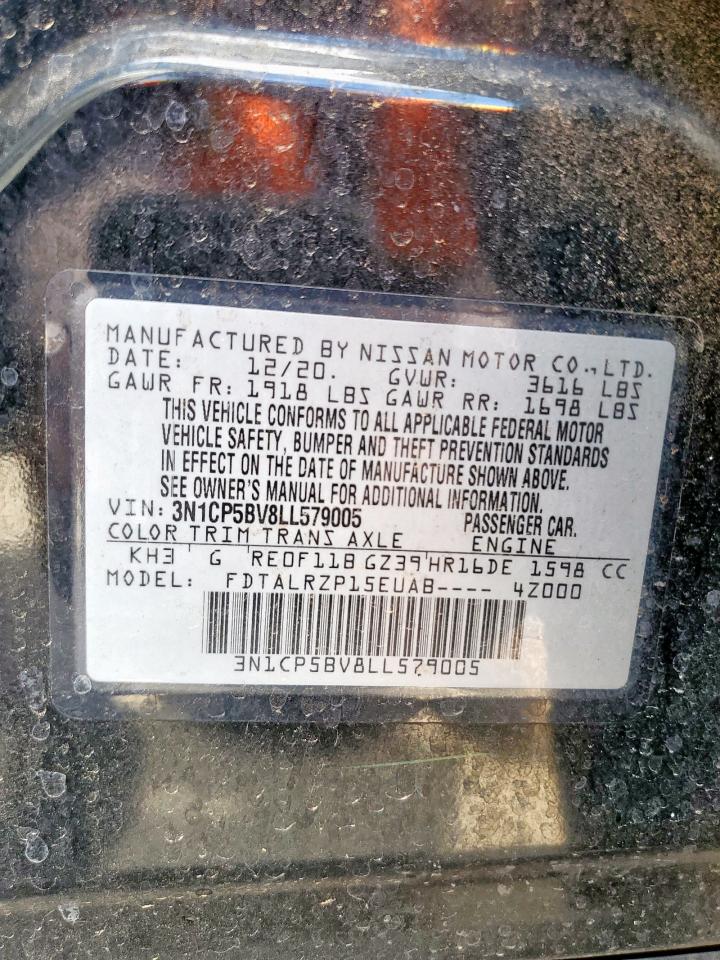 MANUFACTURED BY NISSAN MOTOR CO., LTD.
DATE: 12/20. GVWR: 3616 LBS
GAWR FR: 1918 LBS GAWR RR: 1698 LBS
THIS VEHICLE CONFORMS TO ALL APPLICABLE FEDERAL MOTOR
VEHICLE SAFETY, BUMPER AND THEFT PREVENTION STANDARDS
IN EFFECT ON THE DATE OF MANUFACTURE SHOWN ABOVE.
SEE OWNER'S MANUAL FOR ADDITIONAL INFORMATION.
VIN: 3N1CP5BV8LL579005 PASSENGER CAR.
COLOR TRIM TRANS AXLE ENGINE
KH3 G RE0F11B GZ39 HR16DE 1598 CC
MODEL: FDTALRZP15EUAB---- 4Z000
3N1CP5BV8LL579005